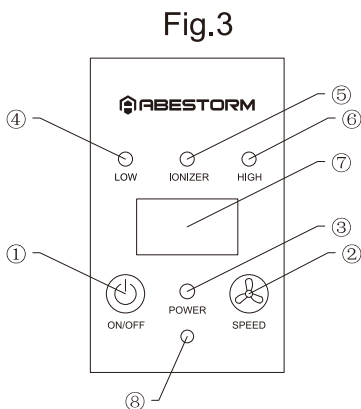 Fig.3
ABESTORM
④ ⑤
⑥
LOW IONIZER HIGH
⑦
① ③ ②
POWER
ON/OFF SPEED
⑧